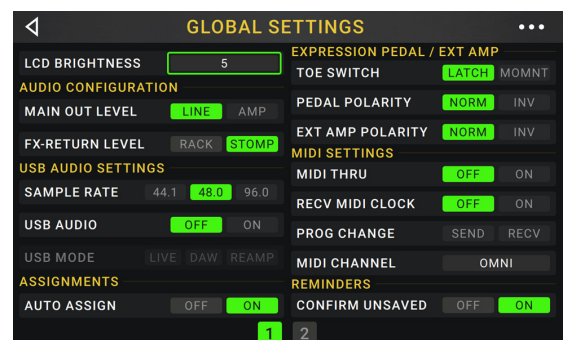 GLOBAL SETTINGS
LCD BRIGHTNESS 5
AUDIO CONFIGURATION
MAIN OUT LEVEL LINE AMP
FX-RETURN LEVEL RACK STOMP
USB AUDIO SETTINGS
SAMPLE RATE 44.1 48.0 96.0
USB AUDIO OFF ON
USB MODE LIVE DAW REAMP
ASSIGNMENTS
AUTO ASSIGN OFF ON
EXPRESSION PEDAL / EXT AMP
TOE SWITCH LATCH MOMNT
PEDAL POLARITY NORM INV
EXT AMP POLARITY NORM INV
MIDI SETTINGS
MIDI THRU OFF ON
RECV MIDI CLOCK OFF ON
PROG CHANGE SEND RECV
MIDI CHANNEL OMNI
REMINDERS
CONFIRM UNSAVED OFF ON
1 2